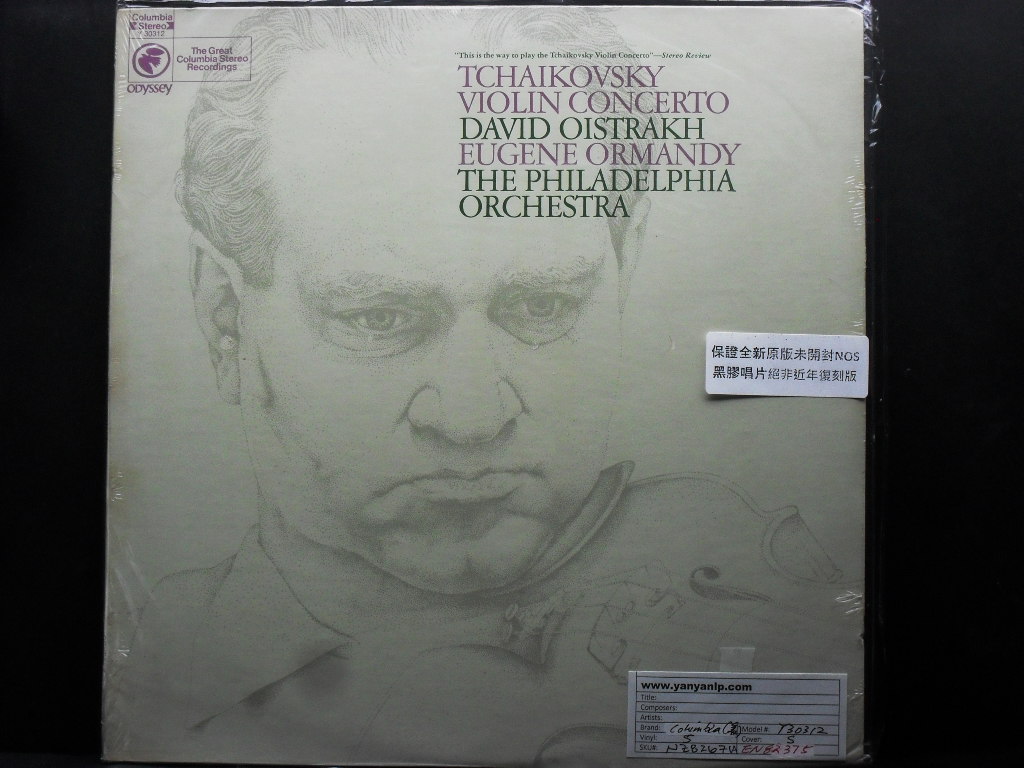 Columbia
Stereo
Y 30312
The Great
Columbia Stereo
Recordings
ODYSSEY
"This is the way to play the Tchaikovsky Violin Concerto"—Stereo Review
TCHAIKOVSKY
VIOLIN CONCERTO
DAVID OISTRAKH
EUGENE ORMANDY
THE PHILADELPHIA
ORCHESTRA
保證全新原版未開封NOS
黑膠唱片絕非近年復刻版
www.yanyanlp.com
Title:
Composers:
Artists:
Brand: Columbia Model #: Y30312
Vinyl: S Cover: S
SKU#: NZB267U ENB2375